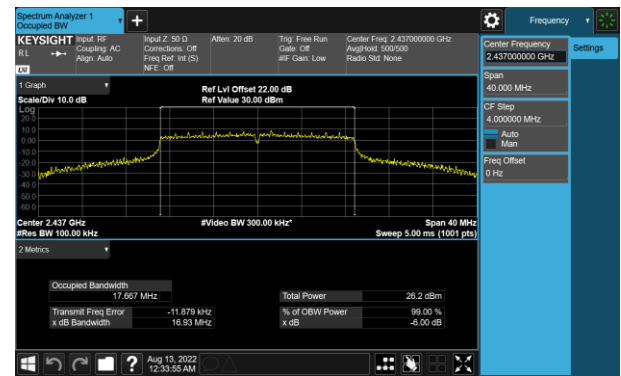 Spectrum Analyzer 1
Occupied BW
Frequency
KEYSIGHT
RL
LXI
Input: RF
Coupling: AC
Align: Auto
Input Z: 50 Ω
Corrections: Off
Freq Ref: Int (S)
NFE: Off
Atten: 20 dB
Trig: Free Run
Gate: Off
#IF Gain: Low
Center Freq: 2.437000000 GHz
Avg|Hold: 500/500
Radio Std: None
Center Frequency
2.437000000 GHz
Settings
Span
40.000 MHz
CF Step
4.000000 MHz
Auto
Man
Freq Offset
0 Hz
1 Graph
Scale/Div 10.0 dB
Ref Lvl Offset 22.00 dB
Ref Value 30.00 dBm
Log
20.0
10.0
0.00
-10.0
-20.0
-30.0
-40.0
-50.0
-60.0
Center 2.437 GHz
#Video BW 300.00 kHz*
Span 40 MHz
#Res BW 100.00 kHz
Sweep 5.00 ms (1001 pts)
2 Metrics
Occupied Bandwidth
17.667 MHz
Total Power
26.2 dBm
Transmit Freq Error
-11.879 kHz
% of OBW Power
99.00 %
x dB Bandwidth
16.93 MHz
x dB
-6.00 dB
?
Aug 13, 2022
12:33:55 AM